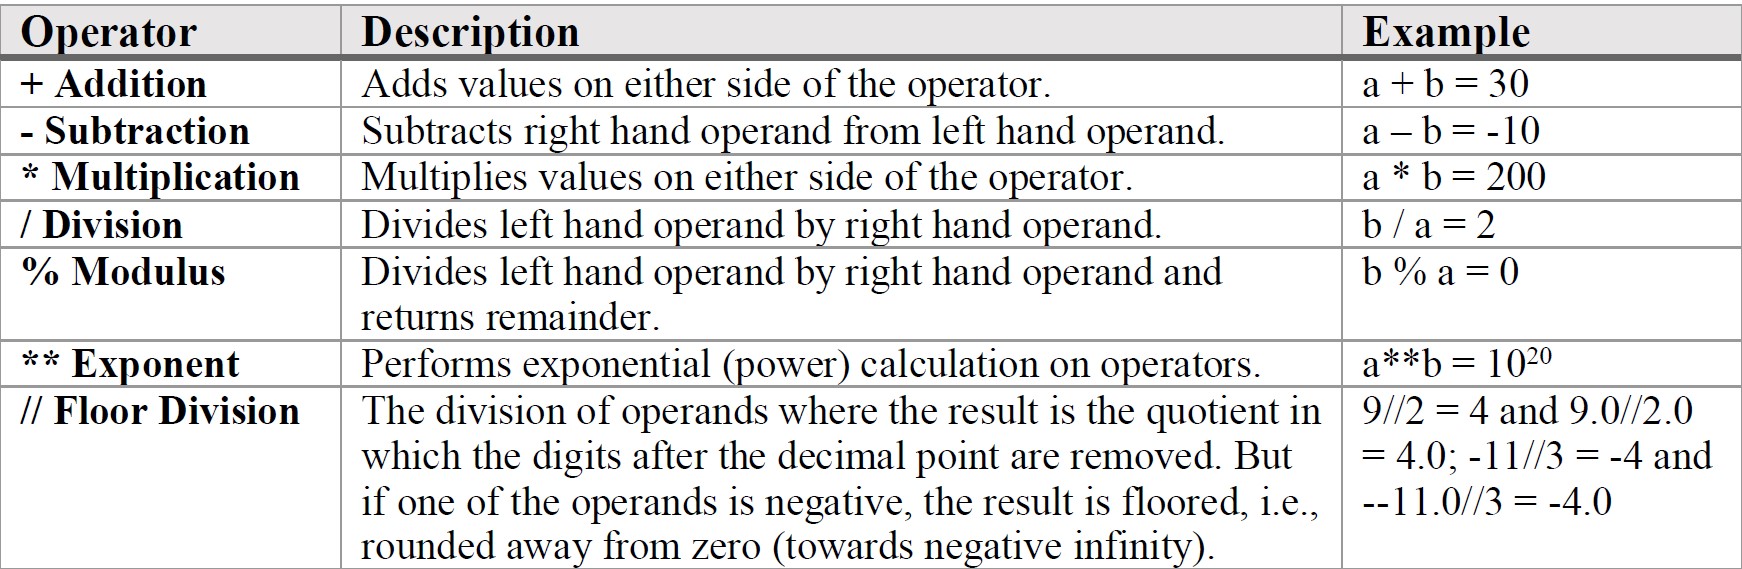 Operator Description Example
+ Addition Adds values on either side of the operator. a + b = 30
- Subtraction Subtracts right hand operand from left hand operand. a – b = -10
* Multiplication Multiplies values on either side of the operator. a * b = 200
/ Division Divides left hand operand by right hand operand. b / a = 2
% Modulus Divides left hand operand by right hand operand and b % a = 0
returns remainder.
** Exponent Performs exponential (power) calculation on operators. a**b = 10²⁰
// Floor Division The division of operands where the result is the quotient in 9//2 = 4 and 9.0//2.0
which the digits after the decimal point are removed. But = 4.0; -11//3 = -4 and
if one of the operands is negative, the result is floored, i.e., --11.0//3 = -4.0
rounded away from zero (towards negative infinity).